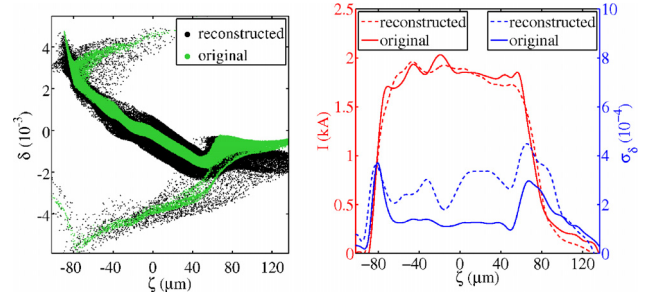 reconstructed
original
4
2
0
-2
-4
δ (10⁻³)
-80 -40 0 40 80 120
ζ (μm)
reconstructed
original
reconstructed
original
2.5
2
1.5
1
0.5
0
I (kA)
10
8
6
4
2
0
σδ (10⁻⁴)
-80 −40 0 40 80 120
ζ (μm)